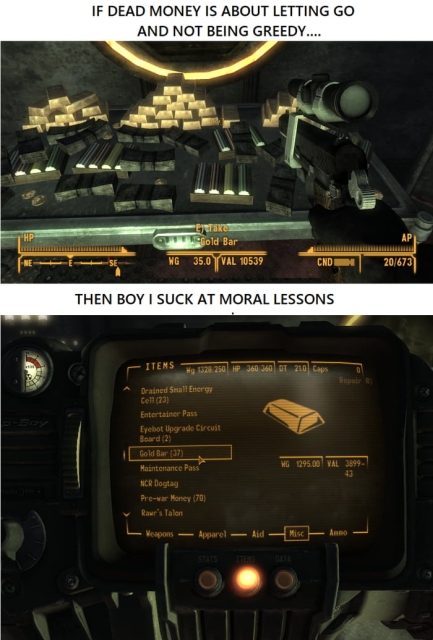 IF DEAD MONEY IS ABOUT LETTING GO
AND NOT BEING GREEDY....
E) Take
Gold Bar
HP
AP
NE E SE
WG 35.0 VAL 10539
CND 20/673
THEN BOY I SUCK AT MORAL LESSONS
ITEMS Wg 1328/250 HP 360/360 DT 21.0 Caps 0
Repair R)
Drained Small Energy
Cell (23)
Entertainer Pass
Eyebot Upgrade Circuit
Board (2)
Gold Bar (37)
WG 1295.00 VAL 3899-
43
Maintenance Pass
NCR Dogtag
Pre-war Money (70)
Rawr's Talon
Weapons Apparel Aid Misc Ammo
STATS ITEMS DATA